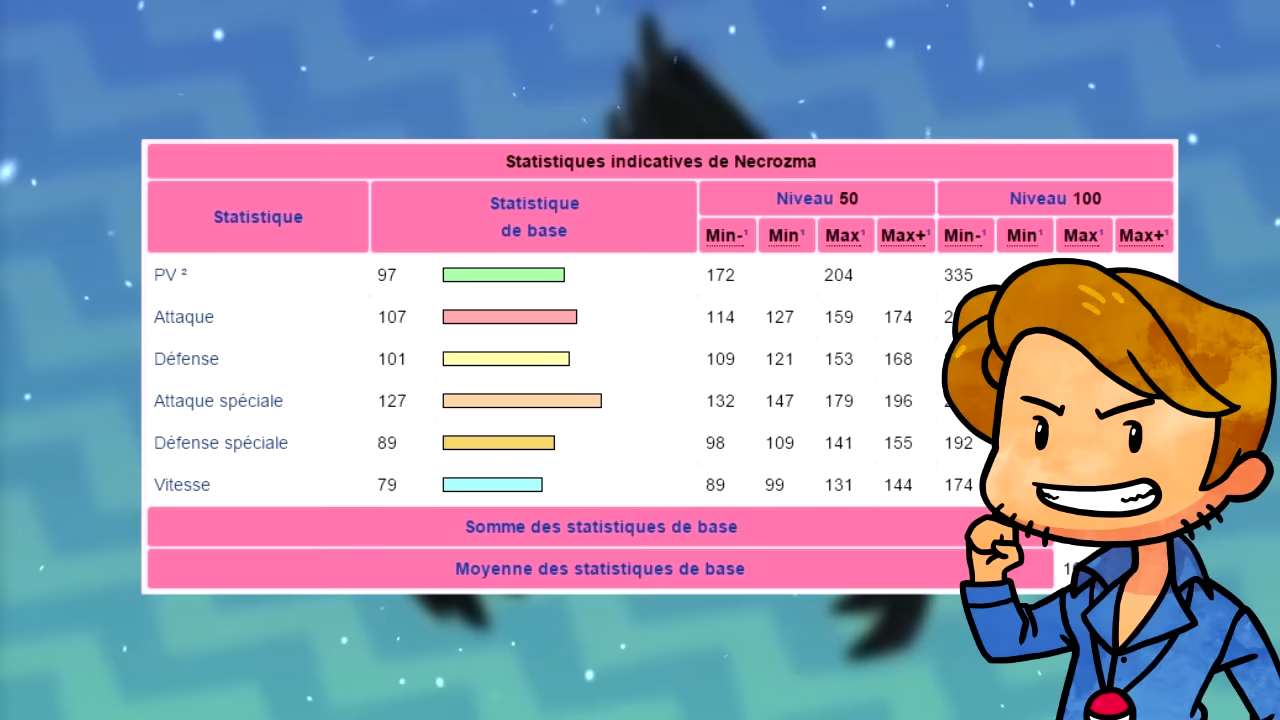 Statistiques indicatives de Necrozma
Statistique Statistique de base Niveau 50 Niveau 100
Min-¹ Min¹ Max¹ Max+¹ Min-¹ Min¹ Max¹ Max+¹
PV ² 97 172 204 335
Attaque 107 114 127 159 174
Défense 101 109 121 153 168
Attaque spéciale 127 132 147 179 196
Défense spéciale 89 98 109 141 155 192
Vitesse 79 89 99 131 144 174
Somme des statistiques de base
Moyenne des statistiques de base